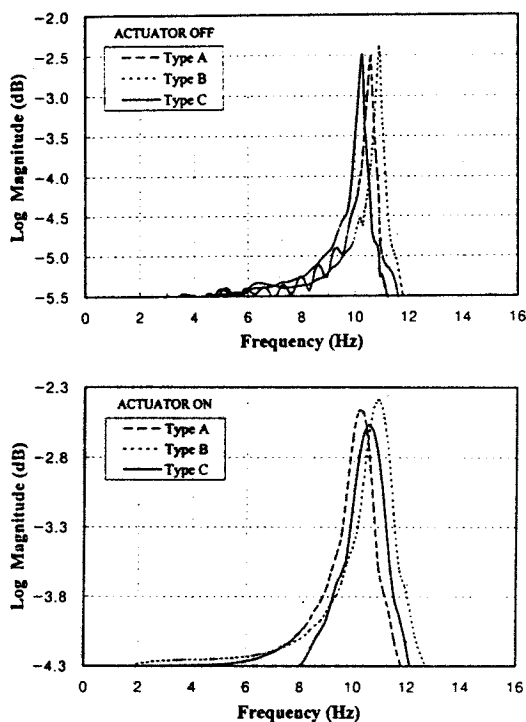 ACTUATOR OFF
Type A
Type B
Type C
Log Magnitude (dB)
-2.0
-2.5
-3.0
-3.5
-4.0
-4.5
-5.0
-5.5
0 2 4 6 8 10 12 14 16
Frequency (Hz)
ACTUATOR ON
Type A
Type B
Type C
Log Magnitude (dB)
-2.3
-2.8
-3.3
-3.8
-4.3
0 2 4 6 8 10 12 14 16
Frequency (Hz)